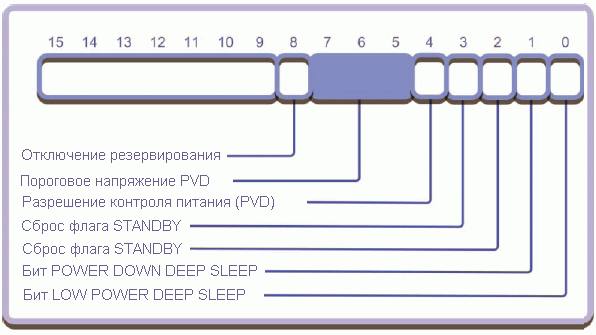 15 14 13 12 11 10 9 8 7 6 5 4 3 2 1 0
Отключение резервирования
Пороговое напряжение PVD
Разрешение контроля питания (PVD)
Сброс флага STANDBY
Сброс флага STANDBY
Бит POWER DOWN DEEP SLEEP
Бит LOW POWER DEEP SLEEP